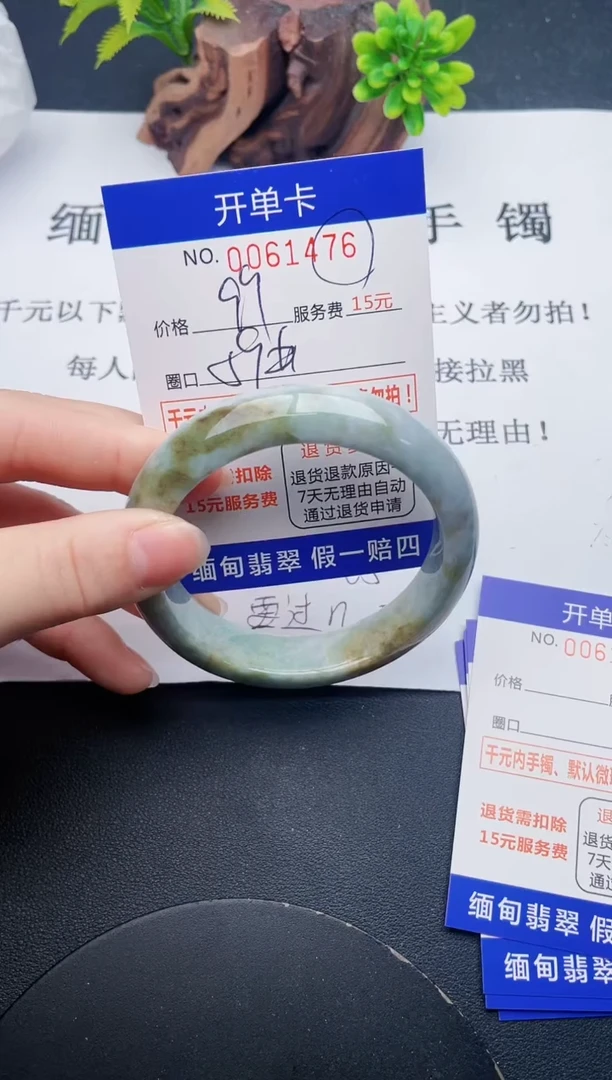 开单卡
NO. 0061476
价格 99 服务费 15元
圈口 59
缅 手 镯
千元以下 主义者勿拍！
每人 接拉黑
无理由！
勿拍！
扣除
15元服务费
退货退款原因
7天无理由自动
通过退货申请
缅甸翡翠 假一赔四
要过
开单
NO. 006
价格
圈口
千元内手镯、默认微
退货需扣除
15元服务费
退货
7天
缅甸翡翠 假
缅甸翡翠